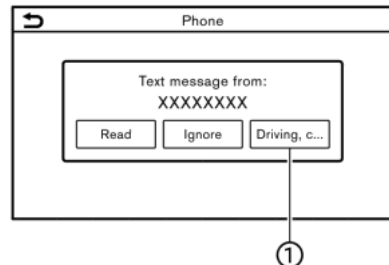 Phone
Text message from:
XXXXXXXX
Read Ignore Driving, c...
①